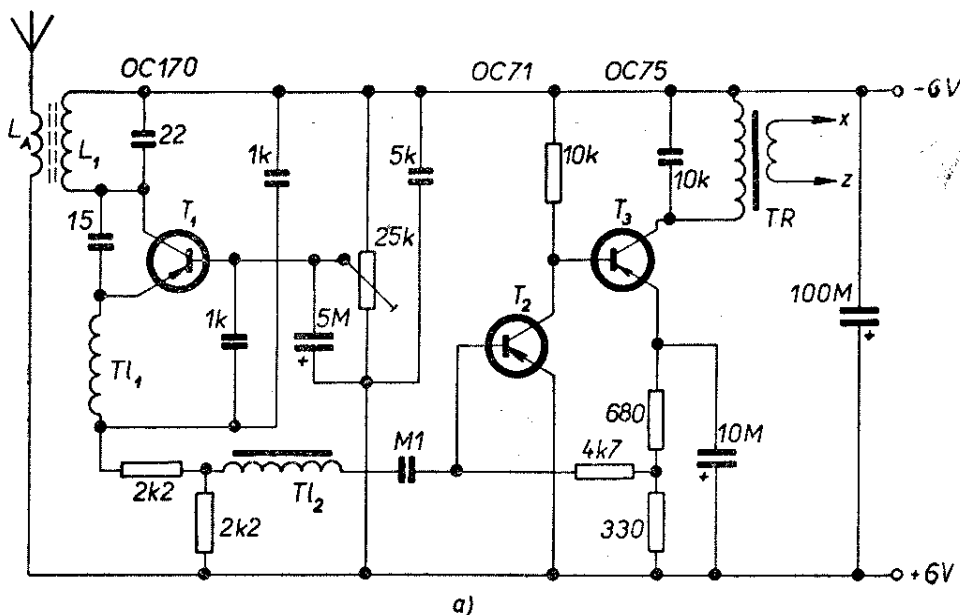 OC170 OC71 OC75
-6V
L_A L_1 22
1k 5k 10k 10k x
z
TR
15 T_1 T_3
25k
1k 5M T_2 100M
+ +
Tl_1
680
M1 4k7 10M
+
2k2 Tl_2
2k2 330
+6V
a)